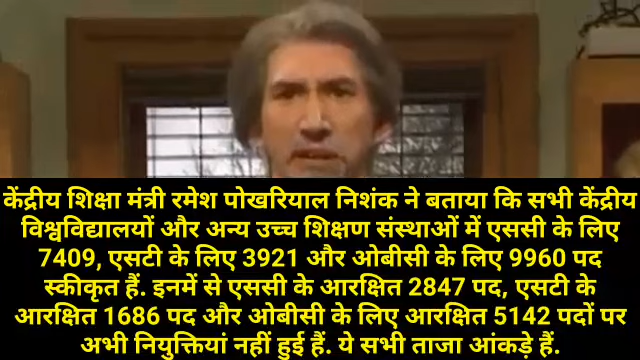 केंद्रीय शिक्षा मंत्री रमेश पोखरियाल निशंक ने बताया कि सभी केंद्रीय
विश्वविद्यालयों और अन्य उच्च शिक्षण संस्थाओं में एससी के लिए
7409, एसटी के लिए 3921 और ओबीसी के लिए 9960 पद
स्कीकृत हैं. इनमें से एससी के आरक्षित 2847 पद, एसटी के
आरक्षित 1686 पद और ओबीसी के लिए आरक्षित 5142 पदों पर
अभी नियुक्तियां नहीं हुई हैं. ये सभी ताजा आंकड़े हैं.